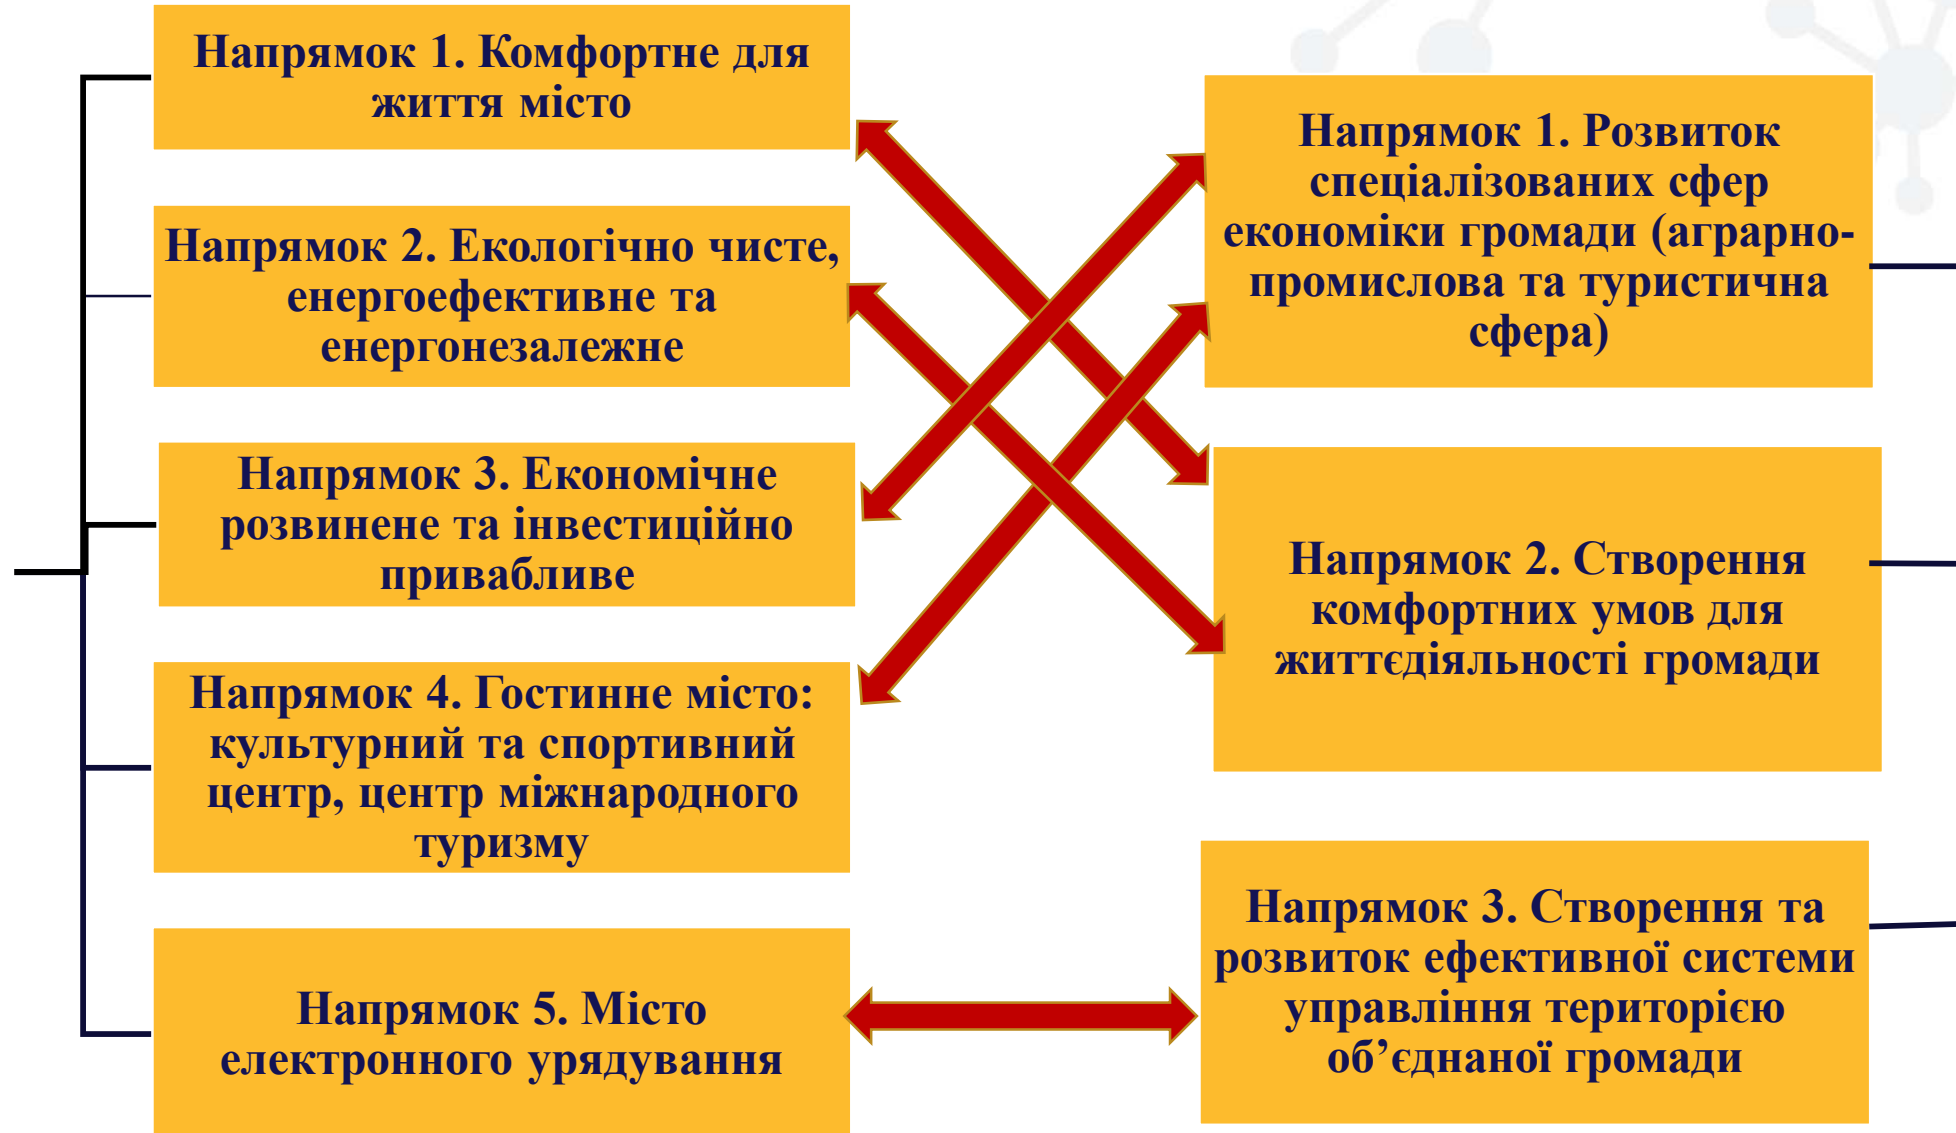 Напрямок 1. Комфортне для
життя місто
Напрямок 2. Екологічно чисте,
енергоефективне та
енергонезалежне
Напрямок 3. Економічне
розвинене та інвестиційно
привабливе
Напрямок 4. Гостинне місто:
культурний та спортивний
центр, центр міжнародного
туризму
Напрямок 5. Місто
електронного урядування
Напрямок 1. Розвиток
спеціалізованих сфер
економіки громади (аграрно-
промислова та туристична
сфера)
Напрямок 2. Створення
комфортних умов для
життєдіяльності громади
Напрямок 3. Створення та
розвиток ефективної системи
управління територією
об’єднаної громади